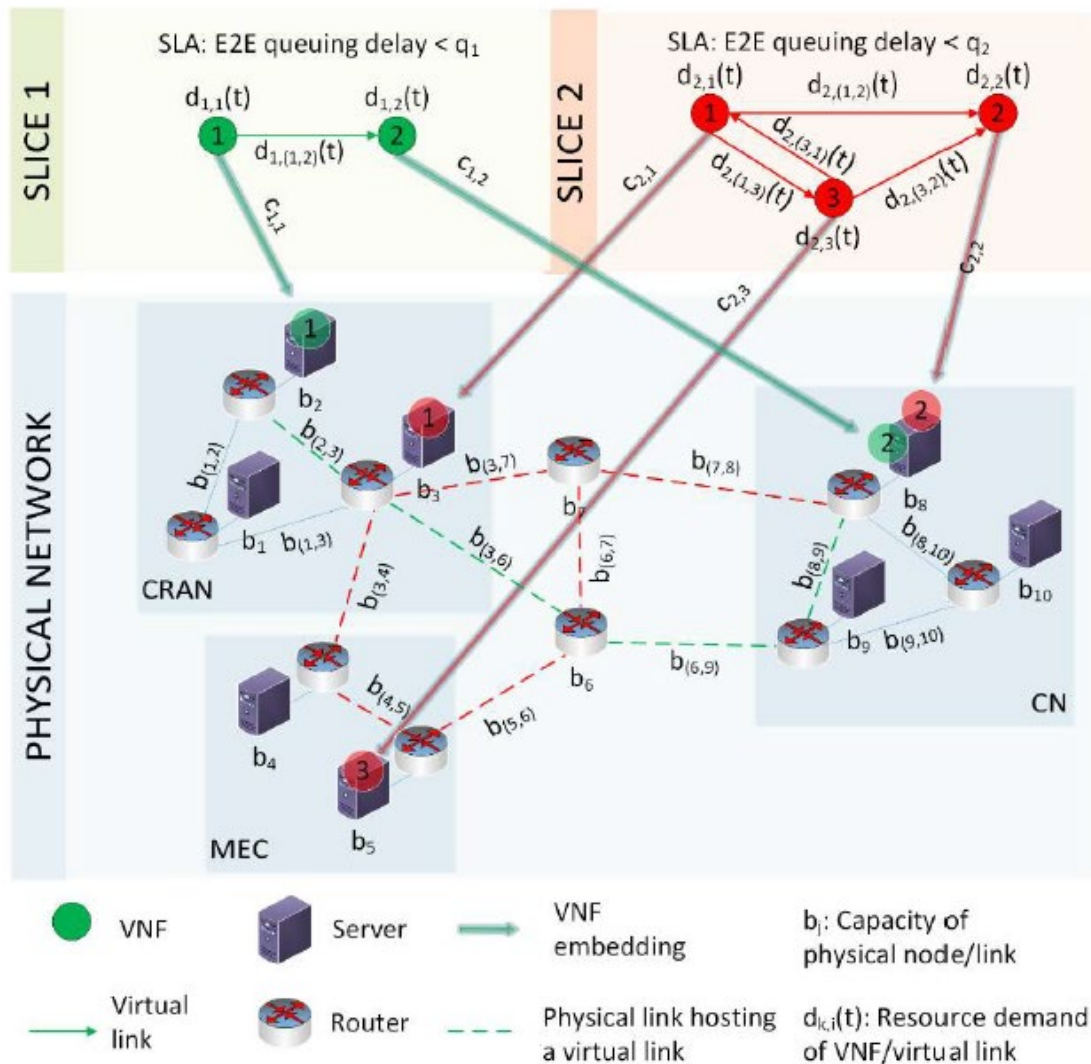 SLICE 1
SLA: E2E queuing delay < q₁
d₁,₁(t)
d₁,₂(t)
1
2
d₁,(₁,₂)(t)
c₁,₁
c₁,₂
SLICE 2
SLA: E2E queuing delay < q₂
d₂,₁(t)
d₂,₂(t)
d₂,(₁,₂)(t)
1
2
d₂,(₃,₁)(t)
d₂,(₁,₃)(t)
d₂,(₃,₂)(t)
3
d₂,₃(t)
c₂,₁
c₂,₃
c₂,₂
PHYSICAL NETWORK
1
b₂
b(₁,₂)
b(₂,₃)
1
b₃
b₁
b(₁,₃)
CRAN
b(₃,₇)
b(₇,₈)
b(₃,₆)
b(₆,₇)
b(₃,₄)
2
2
b₈
b(₈,₁₀)
b(₈,₉)
b₁₀
b₉
b(₉,₁₀)
b₆
b(₆,₉)
CN
b(₄,₅)
b(₅,₆)
b₄
3
b₅
MEC
VNF
Server
VNF
embedding
bᵢ: Capacity of
physical node/link
Virtual
link
Router
Physical link hosting
a virtual link
dₖ,ᵢ(t): Resource demand
of VNF/virtual link